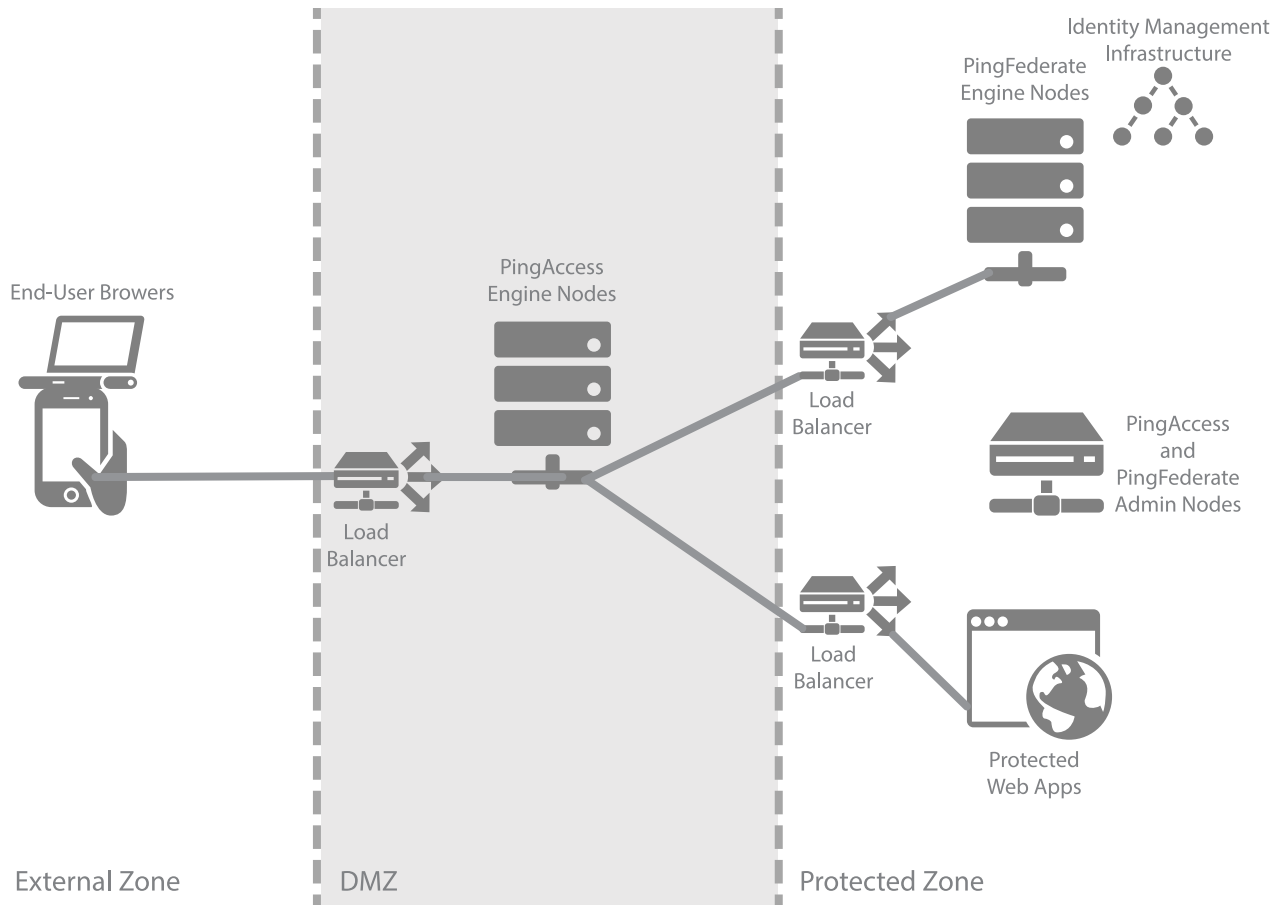 Identity Management
Infrastructure
PingFederate
Engine Nodes
PingAccess
Engine Nodes
End-User Browers
Load
Balancer
PingAccess
and
PingFederate
Admin Nodes
Load
Balancer
Load
Balancer
Protected
Web Apps
External Zone
DMZ
Protected Zone